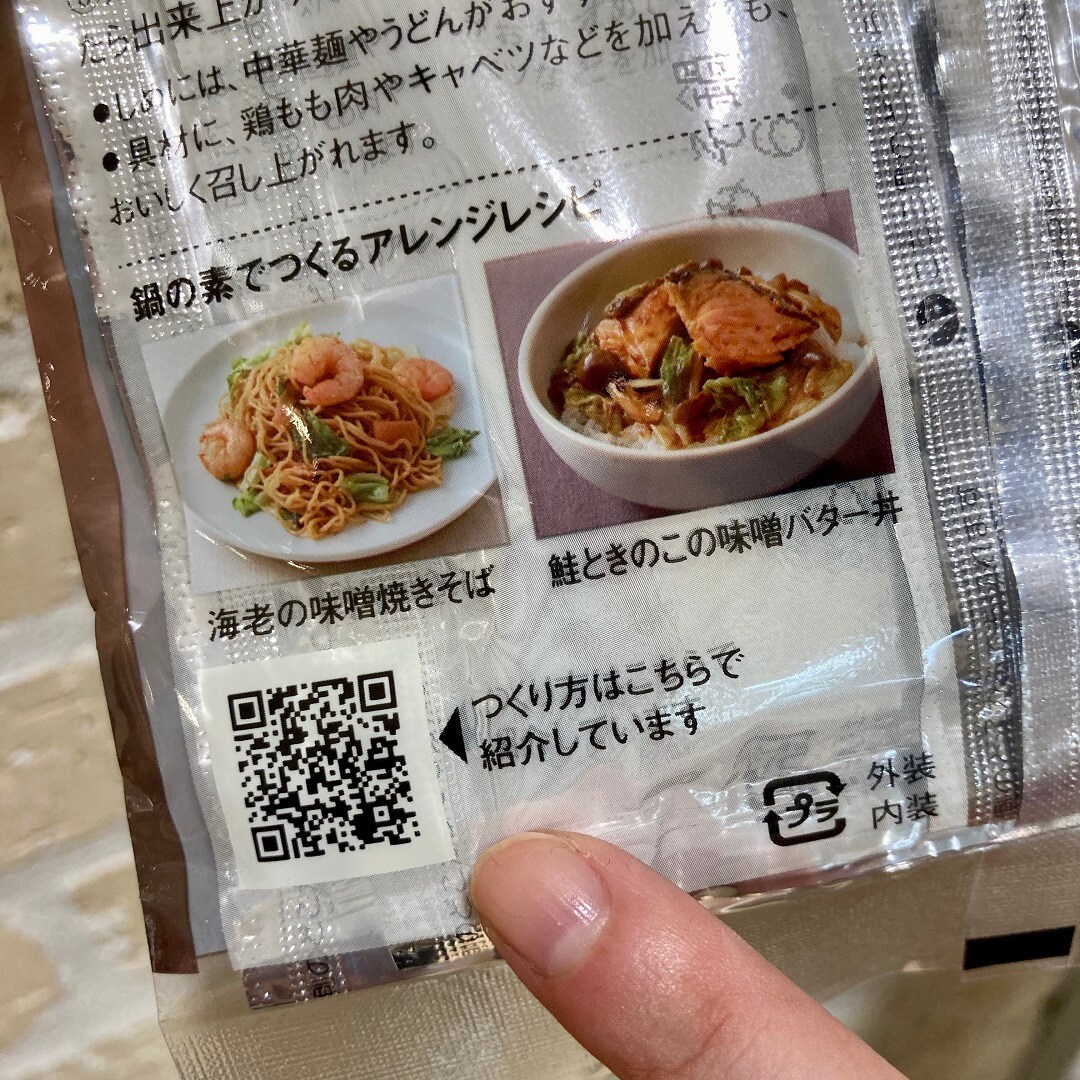 たら出来上が
●しめには、中華麺やうどんがおす
●具材に、鶏もも肉やキャベツなどを加え も、
おいしく召し上がれます。
鍋の素でつくるアレンジレシピ
海老の味噌焼きそば
鮭ときのこの味噌バター丼
つくり方はこちらで
紹介しています
プラ
外装
内装